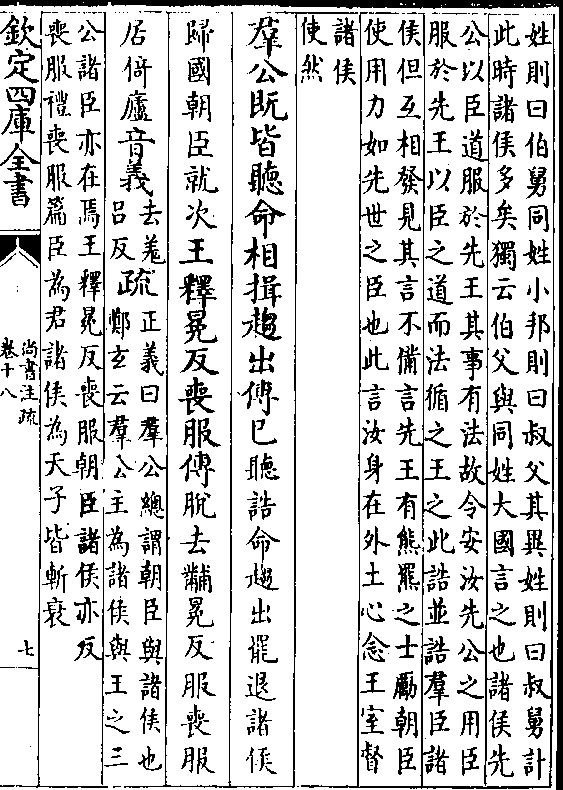 姓則曰伯舅同姓小邦則曰叔父其異姓則曰叔舅計
此時諸侯多矣獨云伯父與同姓大國言之也諸侯先
公以臣道服於先王其事有法故令安汝先公之用臣
服於先王以臣之道而法循之王之此誥並誥羣臣諸
侯但互相發見其言不備言先王有熊羆之士勵朝臣
使用力如先世之臣也此言汝身在外土心念王室督
諸侯
使然
羣公既皆聽命相揖趨出傳已聽誥命趨出罷退諸侯
歸國朝臣就次王釋冕反喪服傳脫去黼冕反服喪服
居倚廬音義去羌呂反疏正義曰羣公總謂朝臣與諸侯也
鄭玄云羣公主為諸侯與王之三
公諸臣亦在焉王釋冕反喪服朝臣諸侯亦反
喪服禮喪服篇臣為君諸侯為天子皆斬衰
欽定四庫全書
尚書注疏
卷十八
七